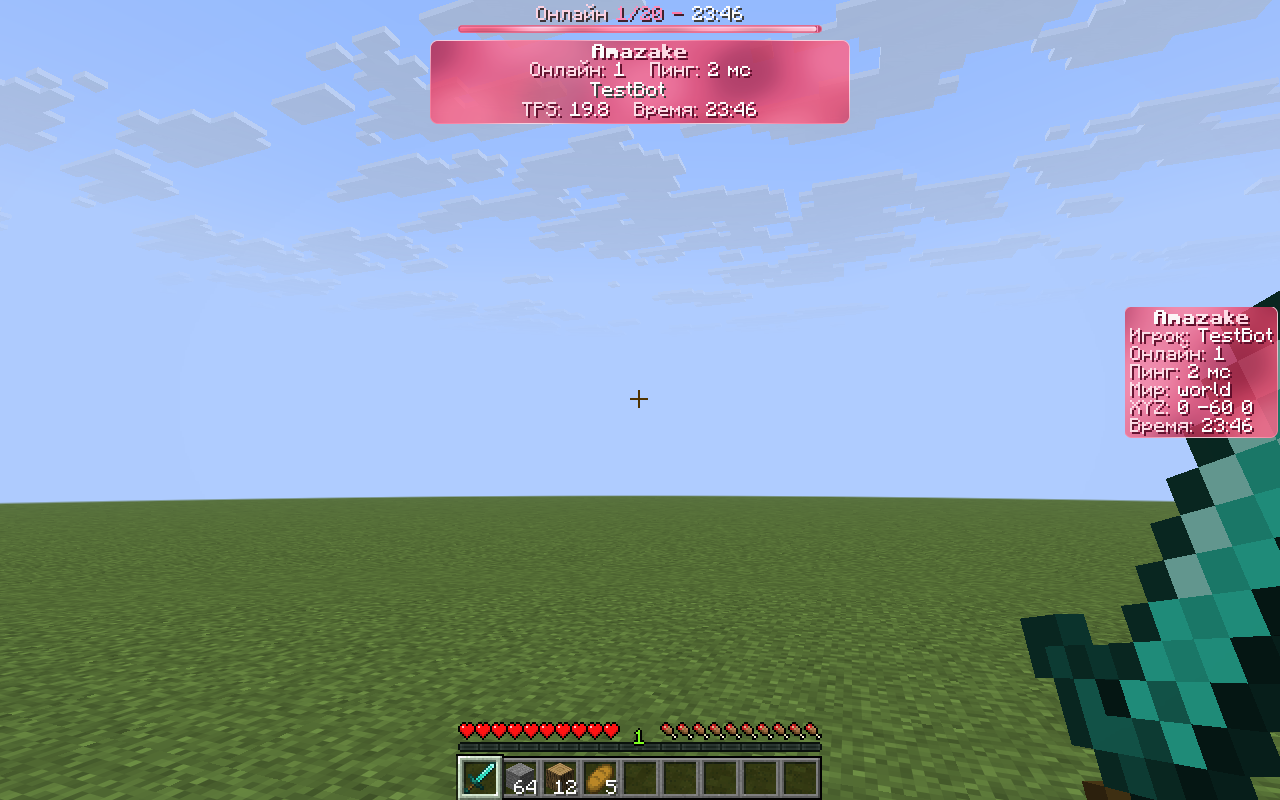 Онлайн 1/20 - 23:46
Amazake
Онлайн: 1 Пинг: 2 мс
TestBot
TPS: 19.8 Время: 23:46
Amazake
Игрок: TestBot
Онлайн: 1
Пинг: 2 мс
Мир: world
XYZ: 0 -60 0
Время: 23:46
1
64 12 5